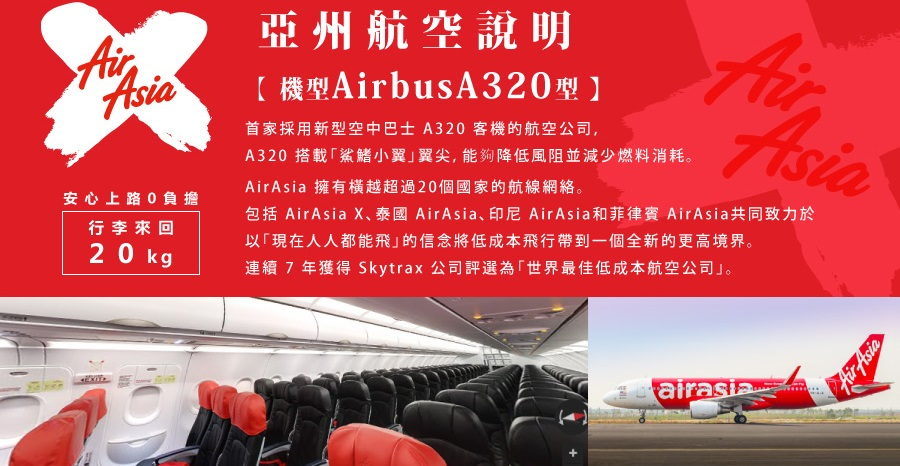 Air
Asia
安心上路0負擔
行李來回
20 kg
亞州航空說明
【 機型AirbusA320型 】
首家採用新型空中巴士 A320 客機的航空公司,
A320 搭載「鯊鰭小翼」翼尖, 能夠降低風阻並減少燃料消耗。
AirAsia 擁有橫越超過20個國家的航線網絡。
包括 AirAsia X、泰國 AirAsia、印尼 AirAsia和菲律賓 AirAsia共同致力於
以「現在人人都能飛」的信念將低成本飛行帶到一個全新的更高境界。
連續 7 年獲得 Skytrax 公司評選為「世界最佳低成本航空公司」。
Air
Asia
EXIT
airasia
Air Asia